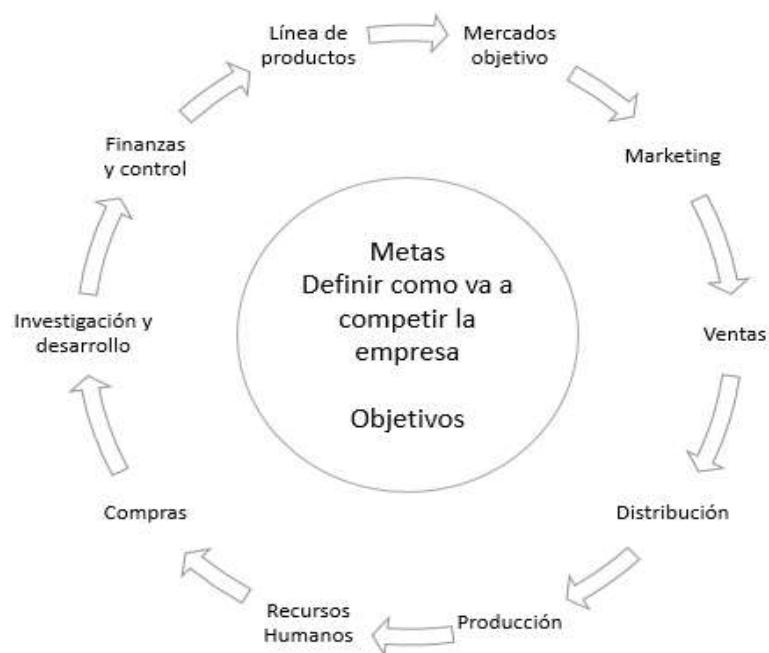 Línea de
productos
Mercados
objetivo
Marketing
Ventas
Distribución
Producción
Recursos
Humanos
Compras
Investigación y
desarrollo
Finanzas
y control
Metas
Definir como va a
competir la
empresa
Objetivos